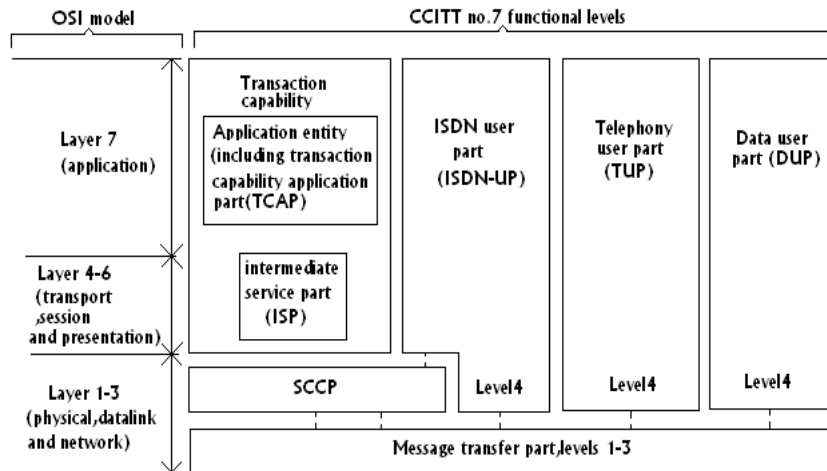 OSI model
CCITT no.7 functional levels
Layer 7
(application)
Layer 4-6
(transport
,session
and presentation)
Layer 1-3
(physical,datalink
and network)
Transaction
capability
Application entity
(including transaction
capability application
part(TCAP)
intermediate
service part
(ISP)
ISDN user
part
(ISDN-UP)
Telephony
user part
(TUP)
Data user
part (DUP)
SCCP
Level4
Level4
Level4
Message transfer part,levels 1-3